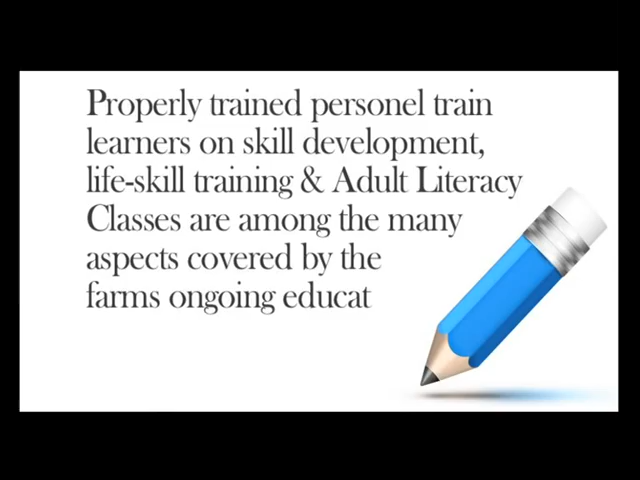 Properly trained personel train
learners on skill development,
life-skill training & Adult Literacy
Classes are among the many
aspects covered by the
farms ongoing educat